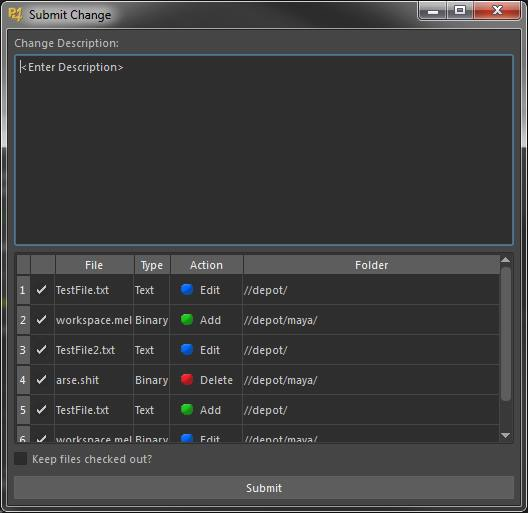 P4 Submit Change
Change Description:
<Enter Description>
File Type Action Folder
1 TestFile.txt Text Edit //depot/
2 workspace.mel Binary Add //depot/maya/
3 TestFile2.txt Text Edit //depot/
4 arse.shit Binary Delete //depot/maya/
5 TestFile.txt Text Add //depot/
6 workspace.mel Binary Edit //depot/maya/
Keep files checked out?
Submit